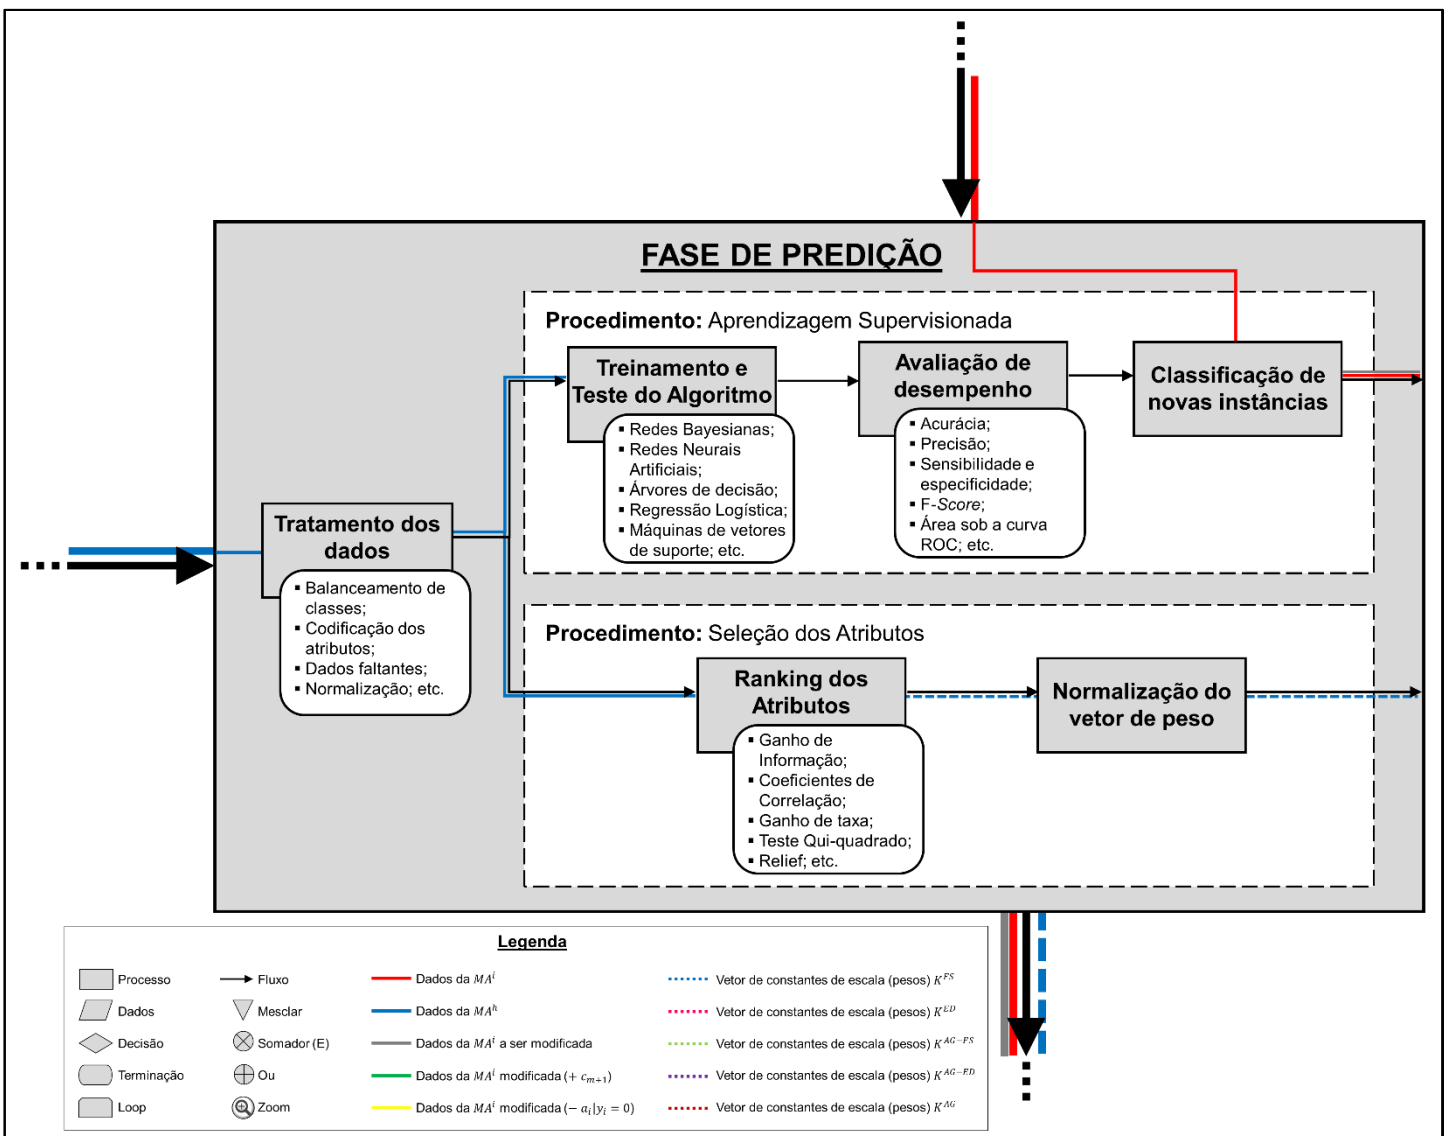 FASE DE PREDIÇÃO
Procedimento: Aprendizagem Supervisionada
Treinamento e
Teste do Algoritmo
▪ Redes Bayesianas;
▪ Redes Neurais
Artificiais;
▪ Árvores de decisão;
▪ Regressão Logística;
▪ Máquinas de vetores
de suporte; etc.
Avaliação de
desempenho
▪ Acurácia;
▪ Precisão;
▪ Sensibilidade e
especificidade;
▪ F-Score;
▪ Área sob a curva
ROC; etc.
Classificação de
novas instâncias
Tratamento dos
dados
▪ Balanceamento de
classes;
▪ Codificação dos
atributos;
▪ Dados faltantes;
▪ Normalização; etc.
Procedimento: Seleção dos Atributos
Ranking dos
Atributos
▪ Ganho de
Informação;
▪ Coeficientes de
Correlação;
▪ Ganho de taxa;
▪ Teste Qui-quadrado;
▪ Relief; etc.
Normalização do
vetor de peso
Legenda
Processo
Dados
Decisão
Terminação
Loop
Fluxo
Mesclar
Somador (E)
Ou
Zoom
Dados da MA^i
Dados da MA^h
Dados da MA^i a ser modificada
Dados da MA^i modificada (+ c_{m+1})
Dados da MA^i modificada (− a_i|y_i = 0)
Vetor de constantes de escala (pesos) K^{FS}
Vetor de constantes de escala (pesos) K^{ED}
Vetor de constantes de escala (pesos) K^{AG−FS}
Vetor de constantes de escala (pesos) K^{AG−ED}
Vetor de constantes de escala (pesos) K^{AG}